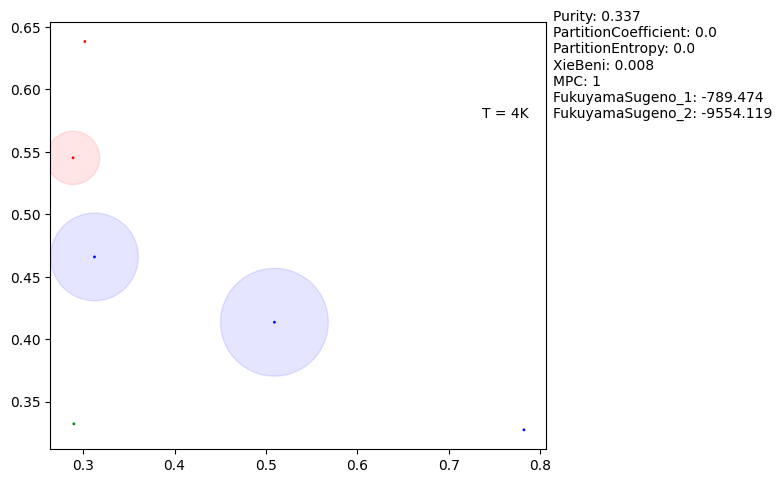 Purity: 0.337
PartitionCoefficient: 0.0
PartitionEntropy: 0.0
XieBeni: 0.008
MPC: 1
FukuyamaSugeno_1: -789.474
FukuyamaSugeno_2: -9554.119
T = 4K
0.65
0.60
0.55
0.50
0.45
0.40
0.35
0.3 0.4 0.5 0.6 0.7 0.8